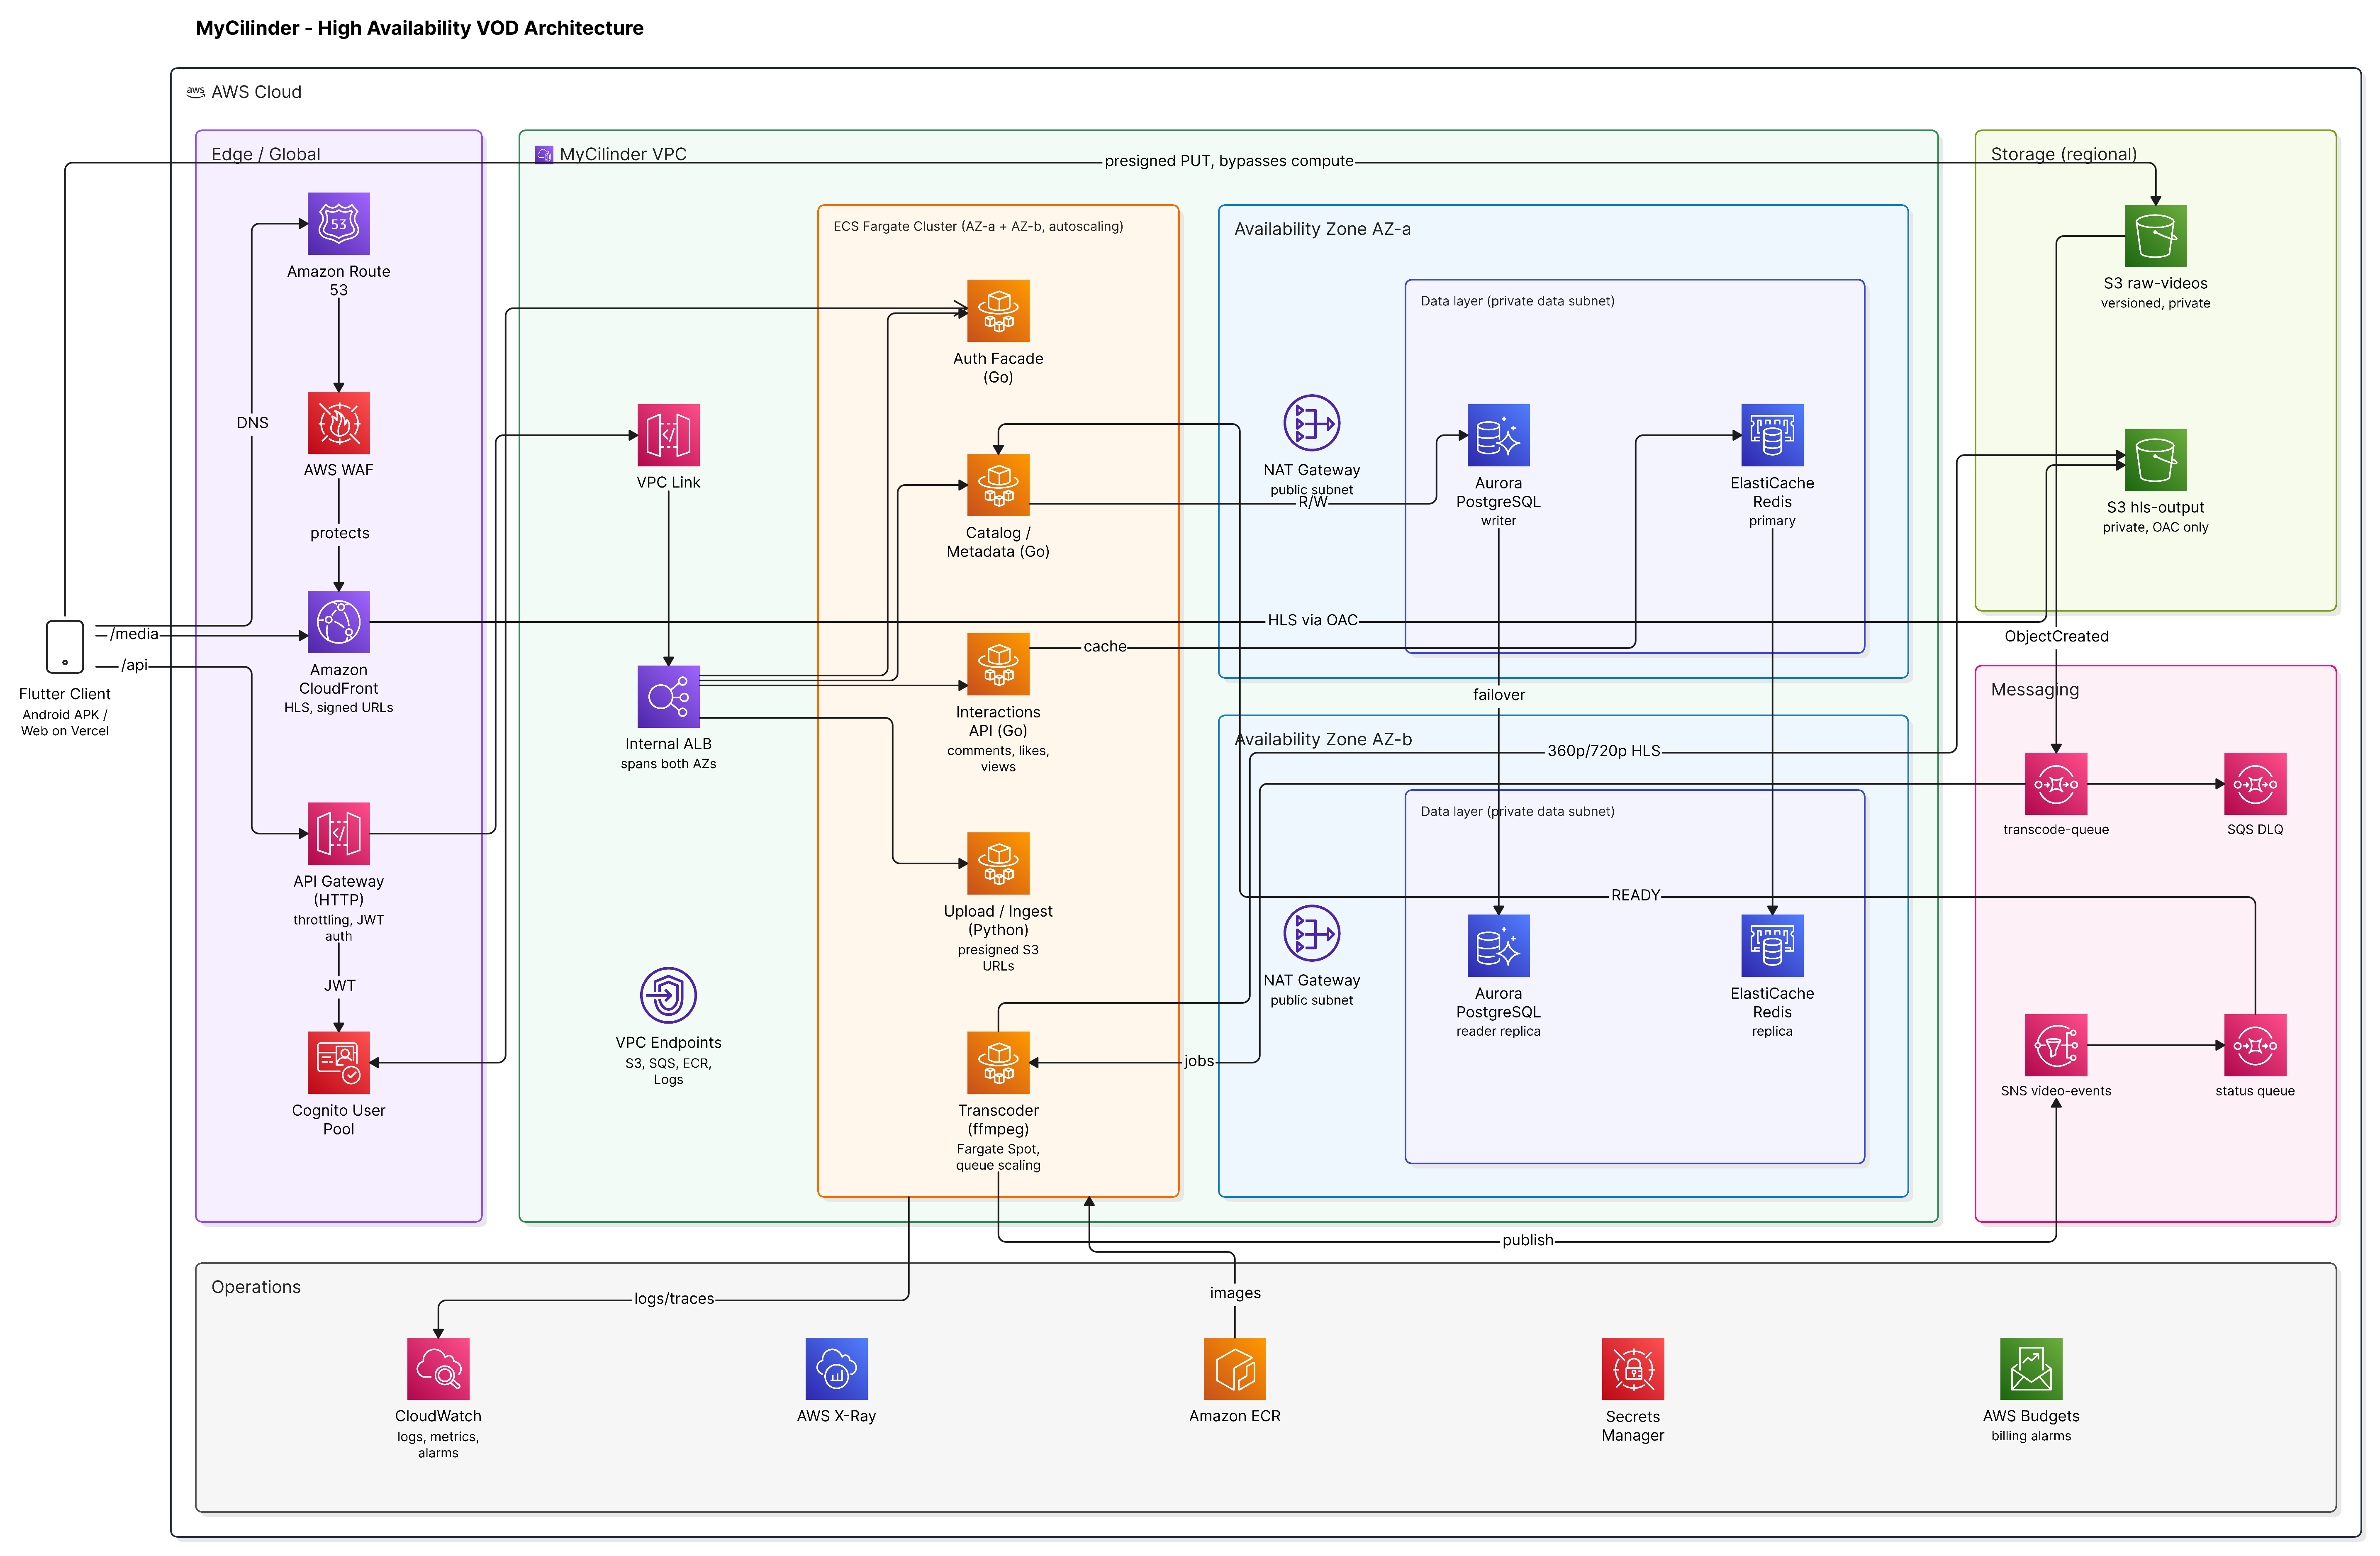 MyCilinder - High Availability VOD Architecture
aws AWS Cloud
Edge / Global
MyCilinder VPC
Storage (regional)
presigned PUT, bypasses compute
ECS Fargate Cluster (AZ-a + AZ-b, autoscaling)
Availability Zone AZ-a
53
Amazon Route
53
S3 raw-videos
versioned, private
Data layer (private data subnet)
Auth Facade
(Go)
DNS
AWS WAF
VPC Link
NAT Gateway
public subnet
R/W
Aurora
PostgreSQL
writer
ElastiCache
Redis
primary
S3 hls-output
private, OAC only
protects
Catalog /
Metadata (Go)
HLS via OAC
/media
/api
Flutter Client
Android APK /
Web on Vercel
Amazon
CloudFront
HLS, signed URLs
cache
ObjectCreated
Interactions
API (Go)
comments, likes,
views
failover
Messaging
Internal ALB
spans both AZs
Availability Zone AZ-b
360p/720p HLS
Data layer (private data subnet)
transcode-queue
SQS DLQ
API Gateway
(HTTP)
throttling, JWT
auth
JWT
Upload / Ingest
(Python)
presigned S3
URLs
READY
NAT Gateway
public subnet
Aurora
PostgreSQL
reader replica
ElastiCache
Redis
replica
VPC Endpoints
S3, SQS, ECR,
Logs
jobs
SNS video-events
status queue
Cognito User
Pool
Transcoder
(ffmpeg)
Fargate Spot,
queue scaling
publish
Operations
logs/traces
images
CloudWatch
logs, metrics,
alarms
AWS X-Ray
Amazon ECR
Secrets
Manager
AWS Budgets
billing alarms